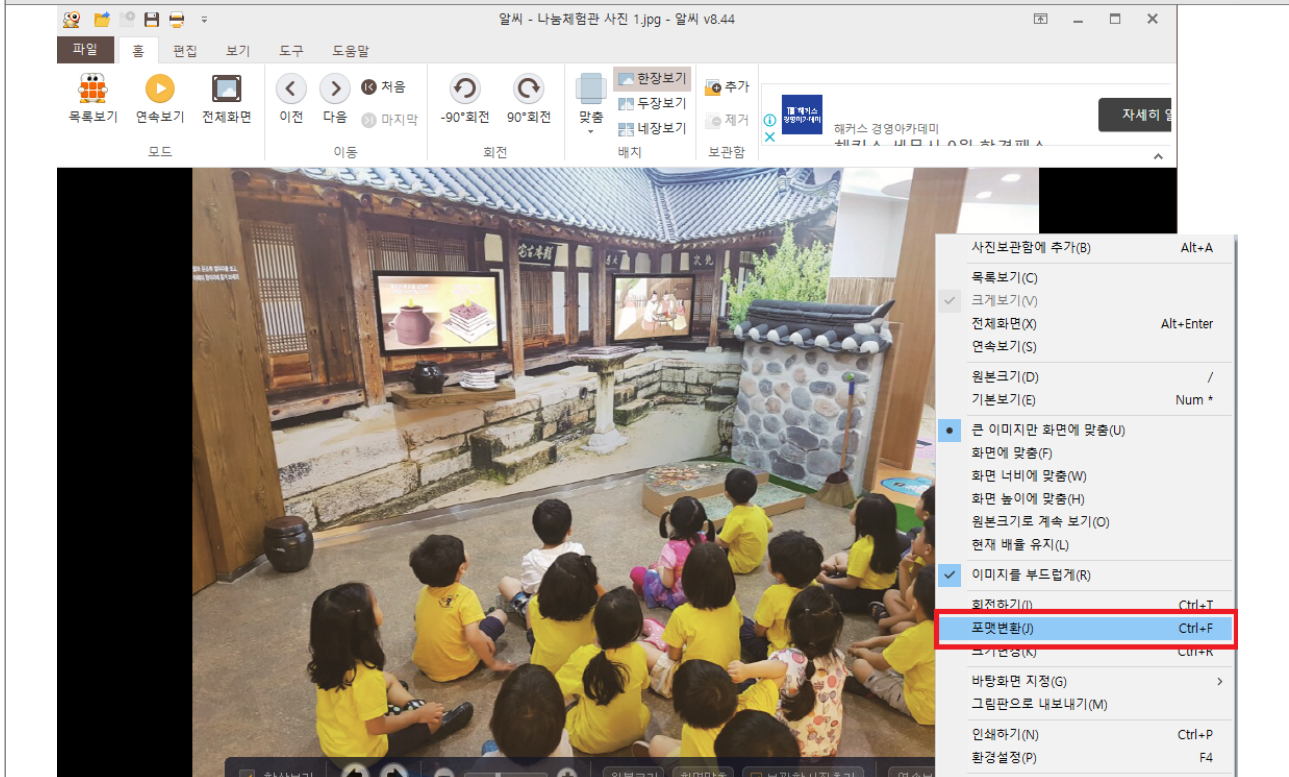 알씨 - 나눔체험관 사진 1.jpg - 알씨 v8.44
파일 홈 편집 보기 도구 도움말
목록보기 연속보기 전체화면
모드
이전 다음 처음 마지막
이동
-90°회전 90°회전
회전
맞춤 한장보기
두장보기
네장보기
배치
추가
제거
보관함
해커스 경영아카데미
자세히
사진보관함에 추가(B) Alt+A
목록보기(C)
크게보기(V)
전체화면(X) Alt+Enter
연속보기(S)
원본크기(D) /
기본보기(E) Num *
큰 이미지만 화면에 맞춤(U)
화면에 맞춤(F)
화면 너비에 맞춤(W)
화면 높이에 맞춤(H)
원본크기로 계속 보기(O)
현재 배율 유지(L)
이미지를 부드럽게(R)
회전하기(I) Ctrl+T
포맷변환(J) Ctrl+F
크기변경(K) Ctrl+R
바탕화면 지정(G)
그림판으로 내보내기(M)
인쇄하기(N) Ctrl+P
환경설정(P) F4